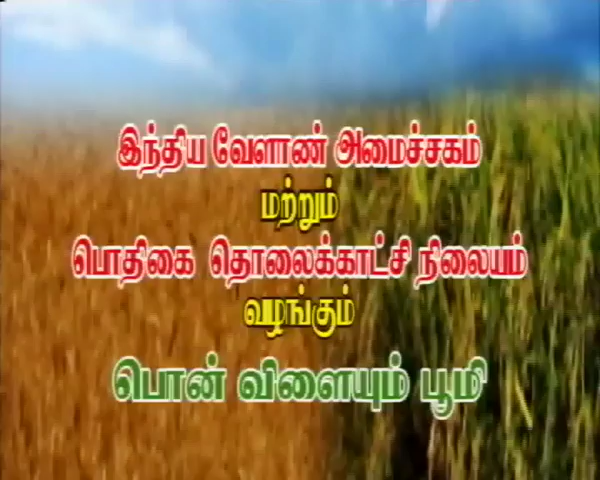 இந்திய வேளாண் அமைச்சகம்
மற்றும்
பொதிகை தொலைக்காட்சி நிலையம்
வழங்கும்
பொன் விளையும் பூமி